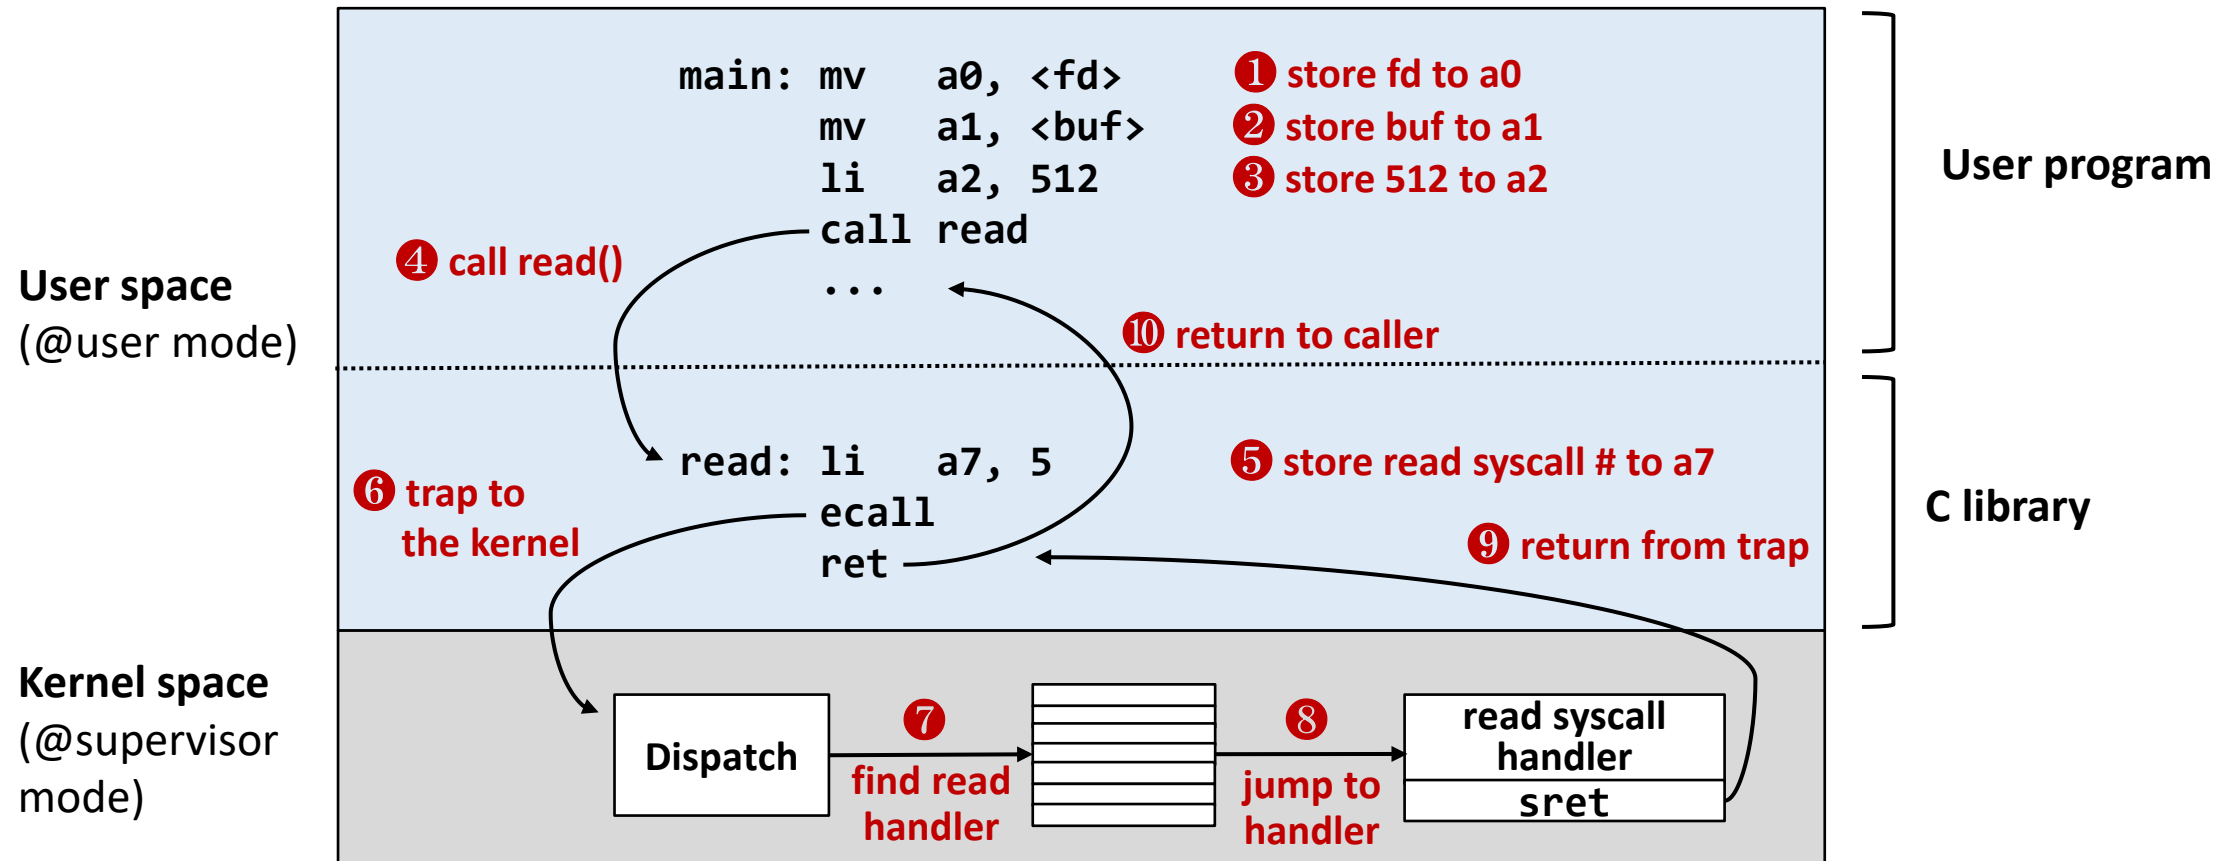 main: mv a0, <fd>
❶ store fd to a0
mv a1, <buf>
❷ store buf to a1
li a2, 512
❸ store 512 to a2
call read
❹ call read()
...
❿ return to caller
User program
User space
(@user mode)
read: li a7, 5
❺ store read syscall # to a7
❻ trap to
the kernel
ecall
ret
❾ return from trap
C library
Kernel space
(@supervisor
mode)
Dispatch
❼
find read
handler
❽
jump to
handler
read syscall
handler
sret